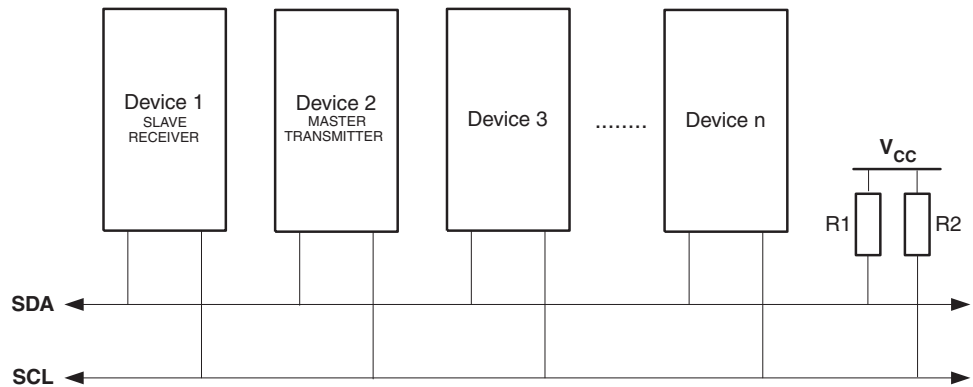 Device 1
SLAVE
RECEIVER
Device 2
MASTER
TRANSMITTER
Device 3
........
Device n
VCC
R1
R2
SDA
SCL